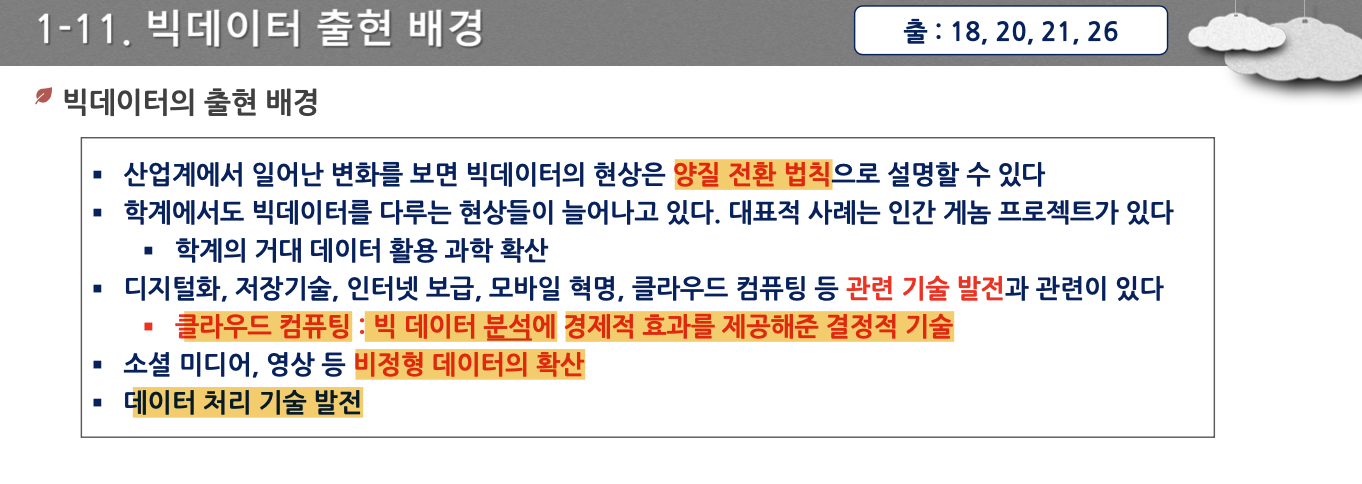 1-11. 빅데이터 출현 배경
출 : 18, 20, 21, 26
빅데이터의 출현 배경
▪ 산업계에서 일어난 변화를 보면 빅데이터의 현상은 양질 전환 법칙으로 설명할 수 있다
▪ 학계에서도 빅데이터를 다루는 현상들이 늘어나고 있다. 대표적 사례는 인간 게놈 프로젝트가 있다
▪ 학계의 거대 데이터 활용 과학 확산
▪ 디지털화, 저장기술, 인터넷 보급, 모바일 혁명, 클라우드 컴퓨팅 등 관련 기술 발전과 관련이 있다
▪ 클라우드 컴퓨팅 : 빅 데이터 분석에 경제적 효과를 제공해준 결정적 기술
▪ 소셜 미디어, 영상 등 비정형 데이터의 확산
▪ 데이터 처리 기술 발전